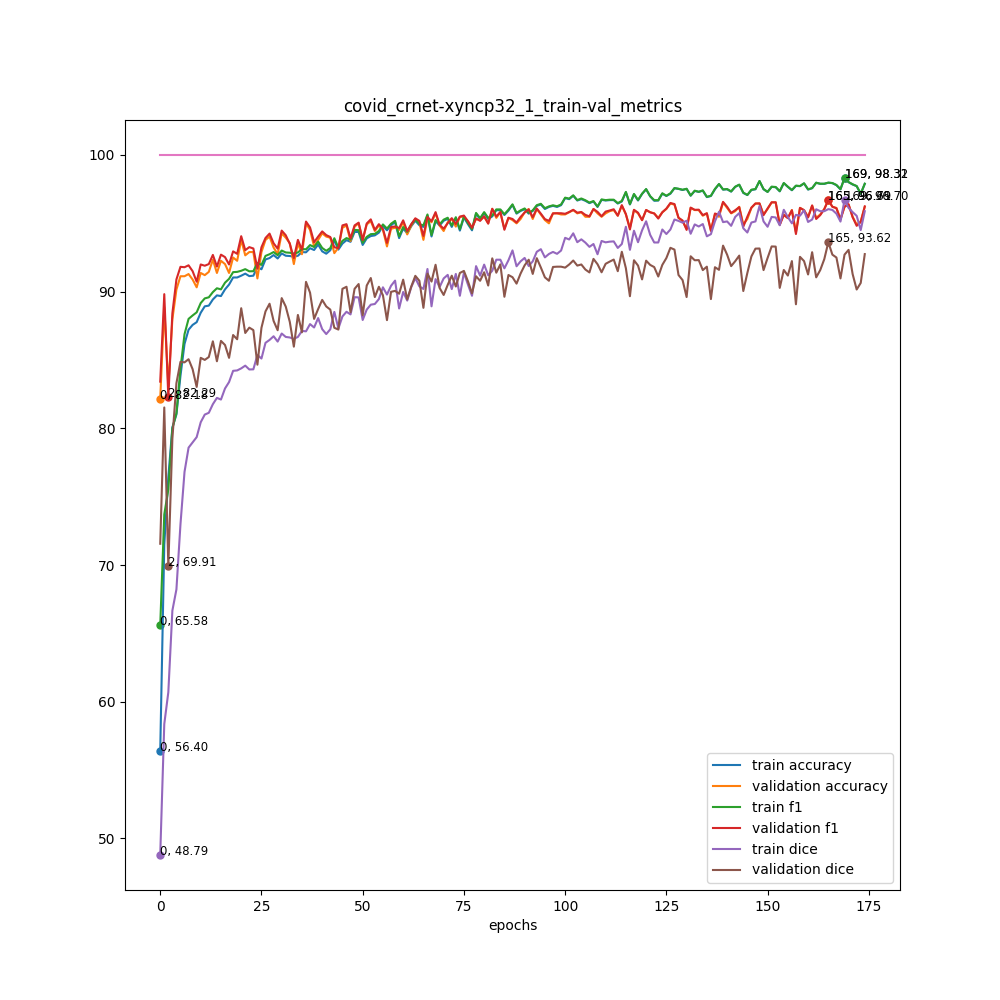 covid_crnet-xyncp32_1_train-val_metrics
100
169, 98.32
165, 93.62
90
80
70
2, 69.91
0, 65.58
60
0, 56.40
50
0, 48.79
train accuracy
validation accuracy
train f1
validation f1
train dice
validation dice
0
25
50
75
100
125
150
175
epochs